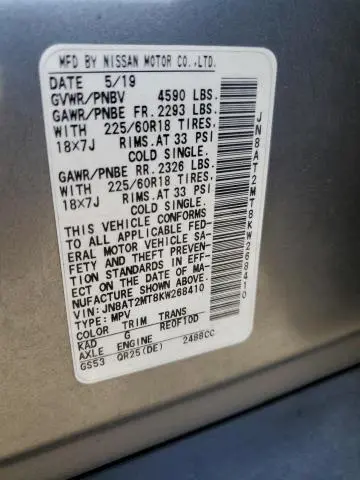 MFD BY NISSAN MOTOR CO.,LTD.
DATE 5/19
GVWR/PNBV 4590 LBS.
GAWR/PNBE FR. 2293 LBS.
WITH 225/60R18 TIRES,
18X7J RIMS.AT 33 PSI
COLD SINGLE.
GAWR/PNBE RR. 2326 LBS.
WITH 225/60R18 TIRES,
18X7J RIMS.AT 33 PSI
COLD SINGLE.
THIS VEHICLE CONFORMS
TO ALL APPLICABLE FED-
ERAL MOTOR VEHICLE SA-
FETY AND THEFT PREVEN-
TION STANDARDS IN EFF-
ECT ON THE DATE OF MA-
NUFACTURE SHOWN ABOVE.
VIN: JN8AT2MT8KW268410
TYPE: MPV
COLOR TRIM TRANS
KAD G RE0F10D
AXLE ENGINE
GS53 QR25(DE) 2488CC
JN8AT2MT8KW268410